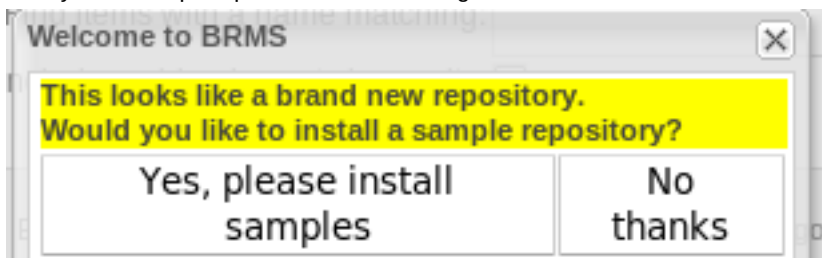 Welcome to BRMS
This looks like a brand new repository.
Would you like to install a sample repository?
Yes, please install
samples
No
thanks